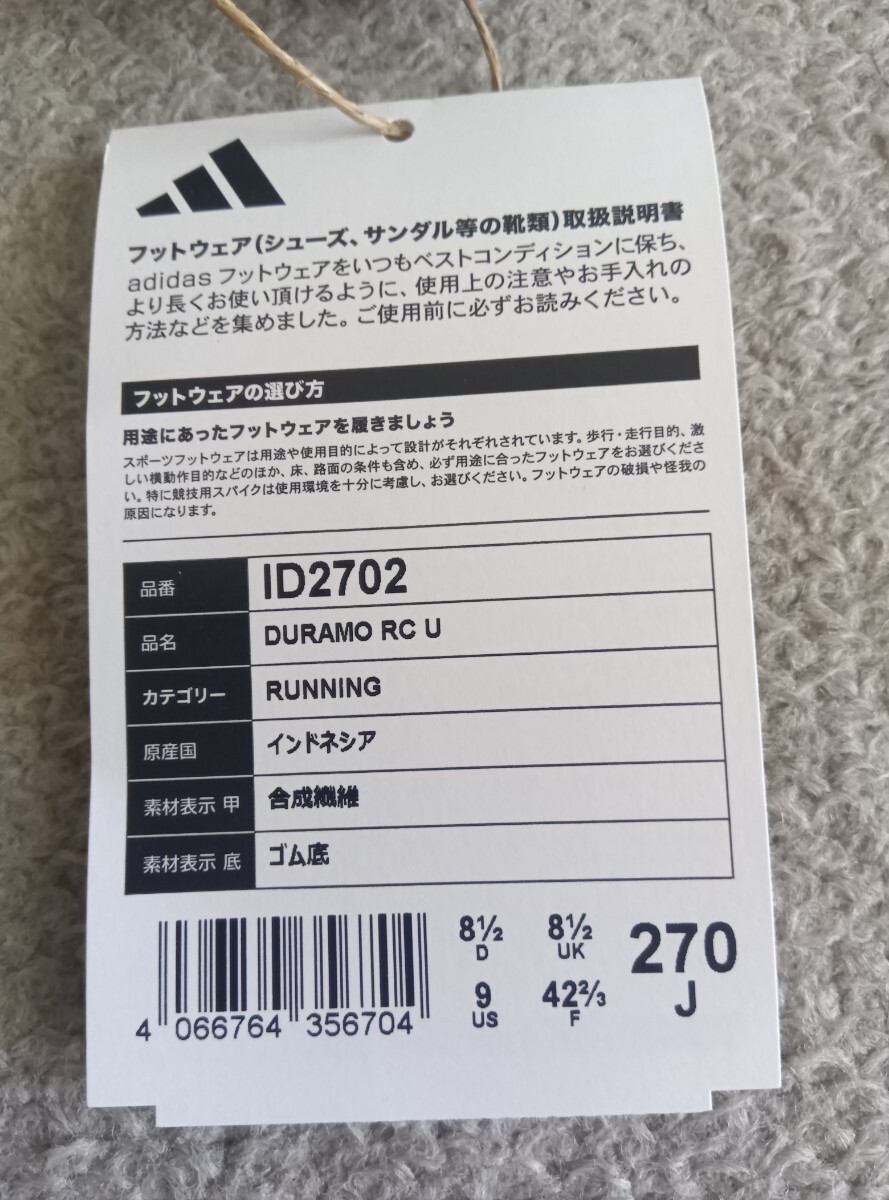 フットウェア(シューズ、サンダル等の靴類)取扱説明書
adidas フットウェアをいつもベストコンディションに保ち、
より長くお使い頂けるように、使用上の注意やお手入れの
方法などを集めました。ご使用前に必ずお読みください。
フットウェアの選び方
用途にあったフットウェアを履きましょう
スポーツフットウェアは用途や使用目的によって設計がそれぞれされています。歩行・走行目的、激
しい横動作目的などのほか、床、路面の条件も含め、必ず用途に合ったフットウェアをお選びくださ
い。特に競技用スパイクは使用環境を十分に考慮し、お選びください。フットウェアの破損や怪我の
原因になります。
品番 ID2702
品名 DURAMO RC U
カテゴリー RUNNING
原産国 インドネシア
素材表示 甲 合成繊維
素材表示 底 ゴム底
8½ 8½ 270
D UK J
9 42⅔
US F
4 066764 356704